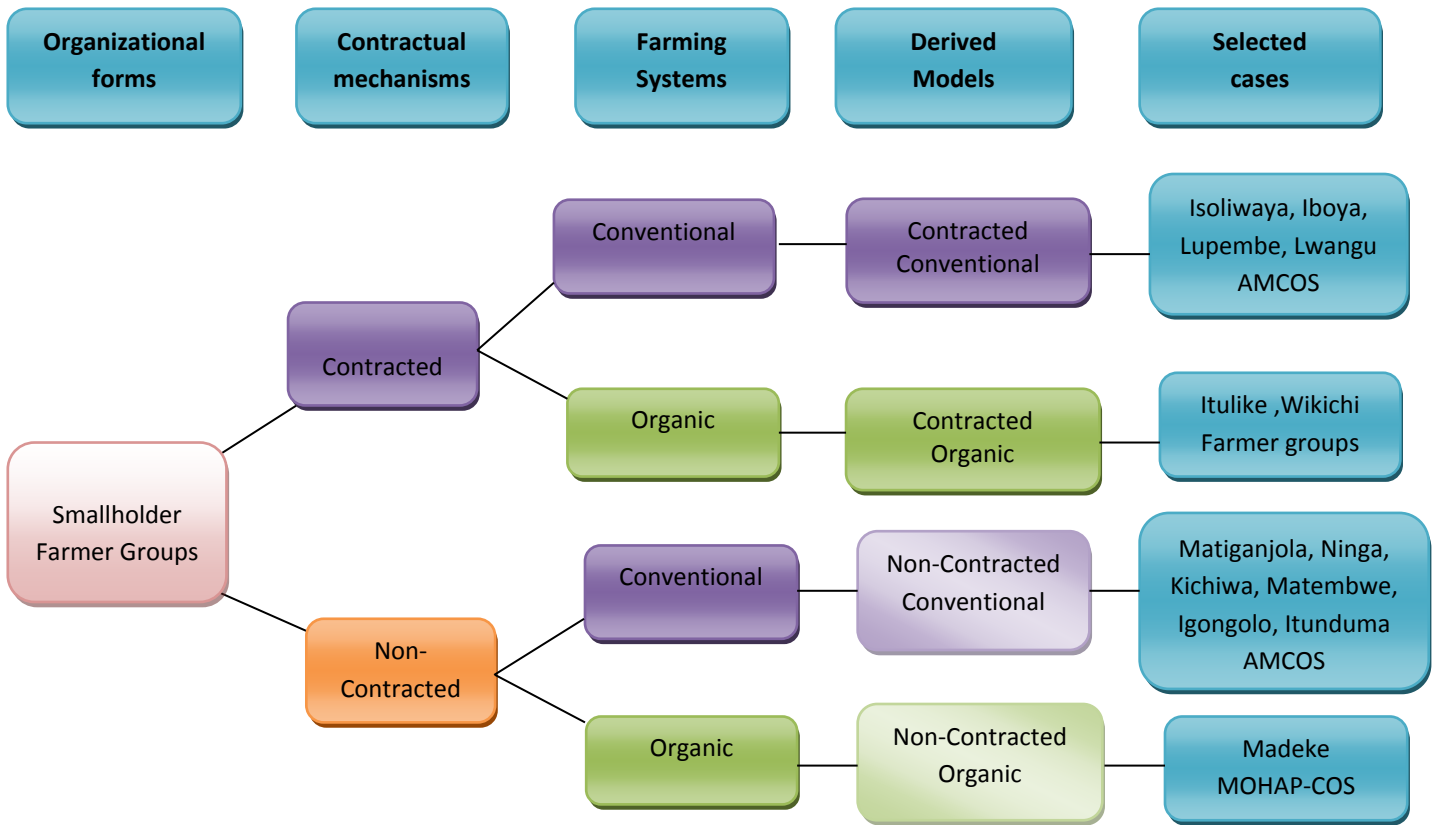 Organizational
forms
Contractual
mechanisms
Farming
Systems
Derived
Models
Selected
cases
Smallholder
Farmer Groups
Contracted
Conventional
Contracted
Conventional
Isoliwaya, Iboya,
Lupembe, Lwangu
AMCOS
Organic
Contracted
Organic
Itulike ,Wikichi
Farmer groups
Non-
Contracted
Conventional
Non-Contracted
Conventional
Matiganjola, Ninga,
Kichiwa, Matembwe,
Igongolo, Itunduma
AMCOS
Organic
Non-Contracted
Organic
Madeke
MOHAP-COS